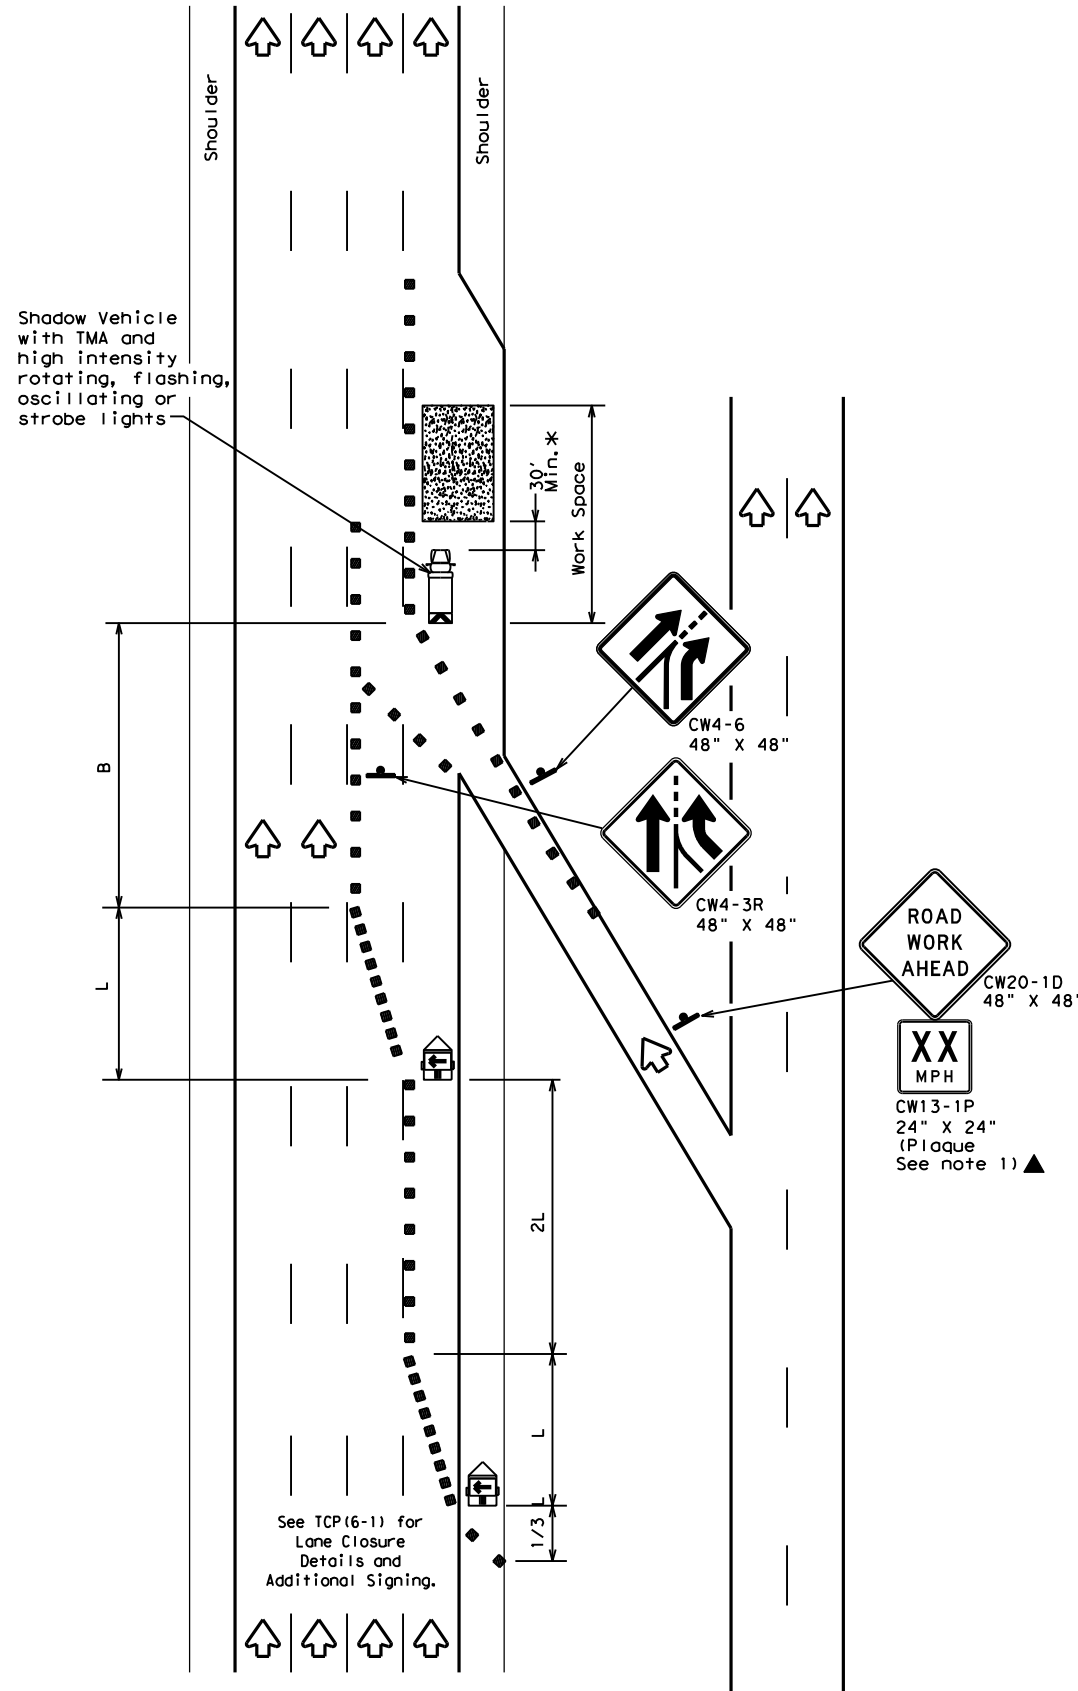 Shoulder
Shoulder
Shadow Vehicle
with TMA and
high intensity
rotating, flashing,
oscillating or
strobe lights
30'
Min.*
Work Space
CW4-6
48" X 48"
B
CW4-3R
48" X 48"
L
ROAD
WORK
AHEAD
CW20-1D
48" X 48"
XX
MPH
CW13-1P
24" X 24"
(Plaque
See note 1)▲
2L
L
1/3 L
See TCP(6-1) for
Lane Closure
Details and
Additional Signing.